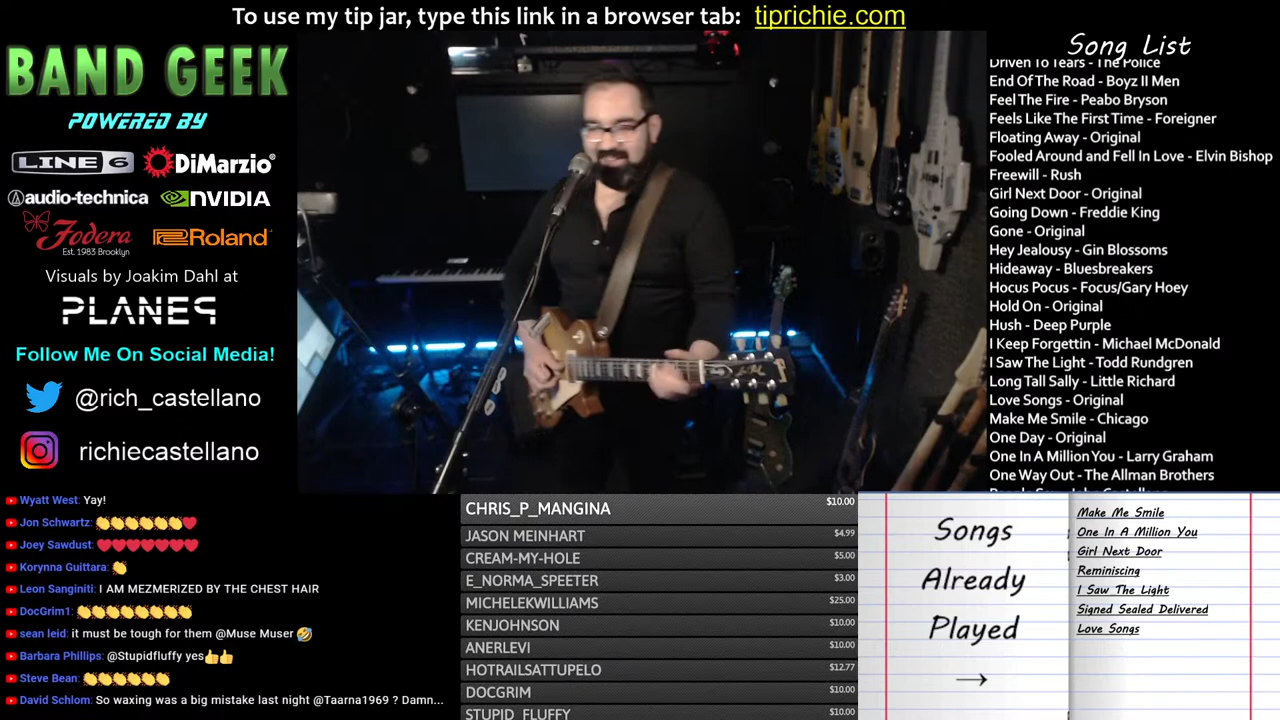 To use my tip jar, type this link in a browser tab: tiprichie.com
BAND GEEK
POWERED BY
LINE 6
DiMarzio®
audio-technica
NVIDIA
Fodera
Est. 1983 Brooklyn
Roland
Visuals by Joakim Dahl at
PLANE9
Follow Me On Social Media!
@rich_castellano
richiecastellano
Wyatt West: Yay!
Jon Schwartz: 👏👏👏👏👏👏❤
Joey Sawdust: ❤❤❤❤❤❤❤
Korynna Guittara: 👏
Leon Sanginiti: I AM MEZMERIZED BY THE CHEST HAIR
DocGrim1: 👏👏👏👏👏👏👏👏
sean leid: it must be tough for them @Muse Muser 🤣
Barbara Phillips: @Stupidfluffy yes👍👍
Steve Bean: 👏👏👏👏👏👏
David Schlom: So waxing was a big mistake last night @Taarna1969 ? Damn...
CHRIS_P_MANGINA $10.00
JASON MEINHART $4.99
CREAM-MY-HOLE $5.00
E_NORMA_SPEETER $3.00
MICHELEKWILLIAMS $25.00
KENJOHNSON $10.00
ANERLEVI $10.00
HOTRAILSATTUPELO $12.77
DOCGRIM $10.00
STUPID_FLUFFY $10.00
Song List
Driven To Tears - The Police
End Of The Road - Boyz II Men
Feel The Fire - Peabo Bryson
Feels Like The First Time - Foreigner
Floating Away - Original
Fooled Around and Fell In Love - Elvin Bishop
Freewill - Rush
Girl Next Door - Original
Going Down - Freddie King
Gone - Original
Hey Jealousy - Gin Blossoms
Hideaway - Bluesbreakers
Hocus Pocus - Focus/Gary Hoey
Hold On - Original
Hush - Deep Purple
I Keep Forgettin - Michael McDonald
I Saw The Light - Todd Rundgren
Long Tall Sally - Little Richard
Love Songs - Original
Make Me Smile - Chicago
One Day - Original
One In A Million You - Larry Graham
One Way Out - The Allman Brothers
Songs
Already
Played
→
Make Me Smile
One In A Million You
Girl Next Door
Reminiscing
I Saw The Light
Signed Sealed Delivered
Love Songs